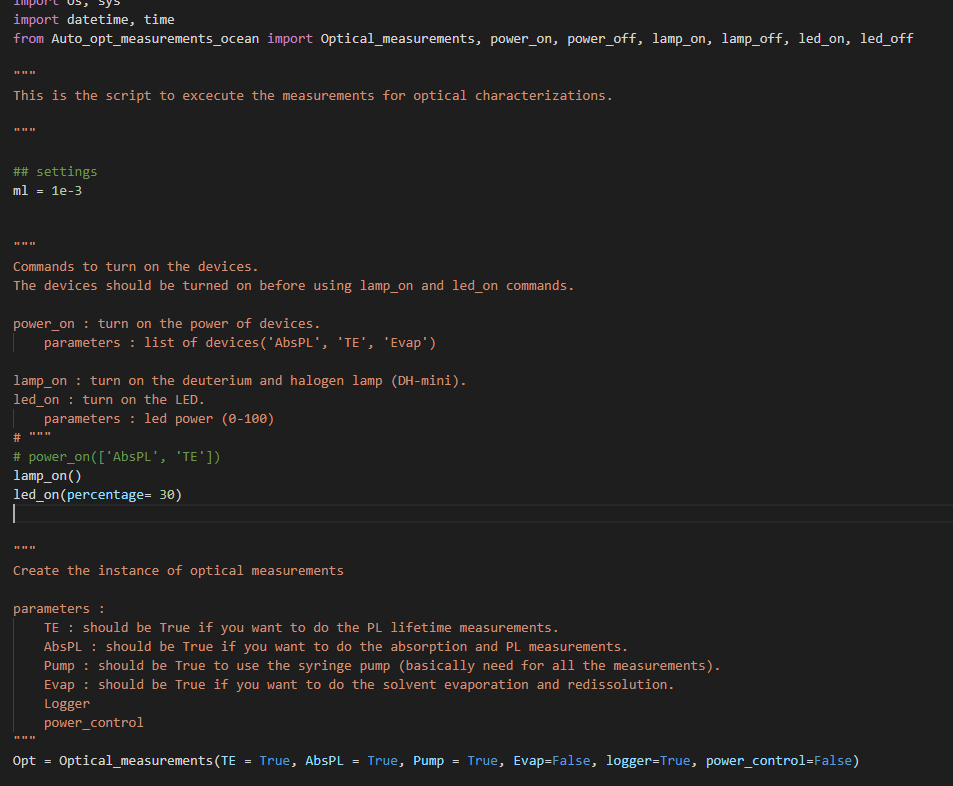 import os, sys
import datetime, time
from Auto_opt_measurements_ocean import Optical_measurements, power_on, power_off, lamp_on, lamp_off, led_on, led_off
"""
This is the script to excecute the measurements for optical characterizations.
"""
## settings
ml = 1e-3
"""
Commands to turn on the devices.
The devices should be turned on before using lamp_on and led_on commands.
power_on : turn on the power of devices.
parameters : list of devices('AbsPL', 'TE', 'Evap')
lamp_on : turn on the deuterium and halogen lamp (DH-mini).
led_on : turn on the LED.
parameters : led power (0-100)
# """
# power_on(['AbsPL', 'TE'])
lamp_on()
led_on(percentage= 30)
"""
Create the instance of optical measurements
parameters :
TE : should be True if you want to do the PL lifetime measurements.
AbsPL : should be True if you want to do the absorption and PL measurements.
Pump : should be True to use the syringe pump (basically need for all the measurements).
Evap : should be True if you want to do the solvent evaporation and redissolution.
Logger
power_control
"""
Opt = Optical_measurements(TE = True, AbsPL = True, Pump = True, Evap=False, logger=True, power_control=False)